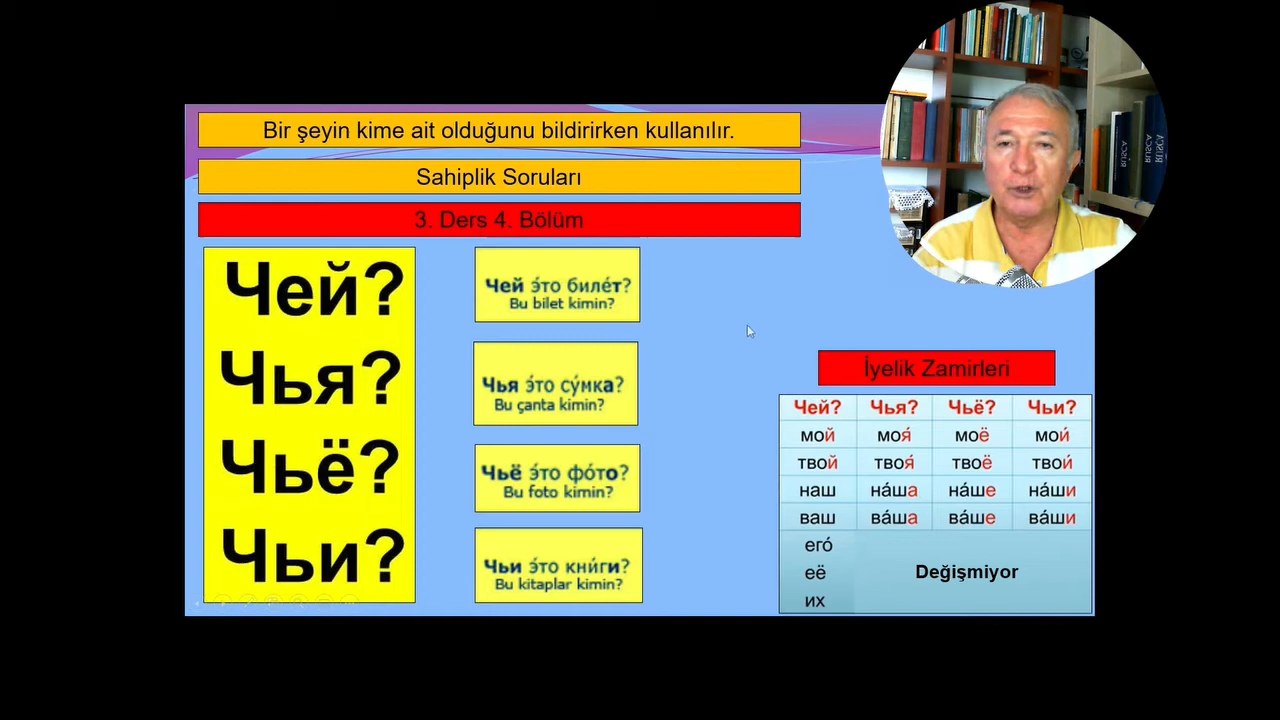 Bir şeyin kime ait olduğunu bildirirken kullanılır.
Sahiplik Soruları
3. Ders 4. Bölüm
Чей?
Чья?
Чьё?
Чьи?
Чей э́то биле́т?
Bu bilet kimin?
Чья э́то су́мка?
Bu çanta kimin?
Чьё э́то фо́то?
Bu foto kimin?
Чьи э́то кни́ги?
Bu kitaplar kimin?
İyelik Zamirleri
Чей? Чья? Чьё? Чьи?
мой моя́ моё мои́
твой твоя́ твоё твои́
наш на́ша на́ше на́ши
ваш ва́ша ва́ше ва́ши
его́
её
их
Değişmiyor
RUSÇA
RUSÇA